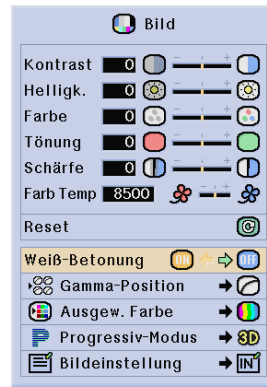 Bild
Kontrast 0 - +
Helligk. 0 - +
Farbe 0 - +
Tönung 0 - +
Schärfe 0 - +
Farb Temp 8500 - +
Reset
Weiß-Betonung ON OFF
Gamma-Position
Ausgew. Farbe
Progressiv-Modus 3D
Bildeinstellung IN